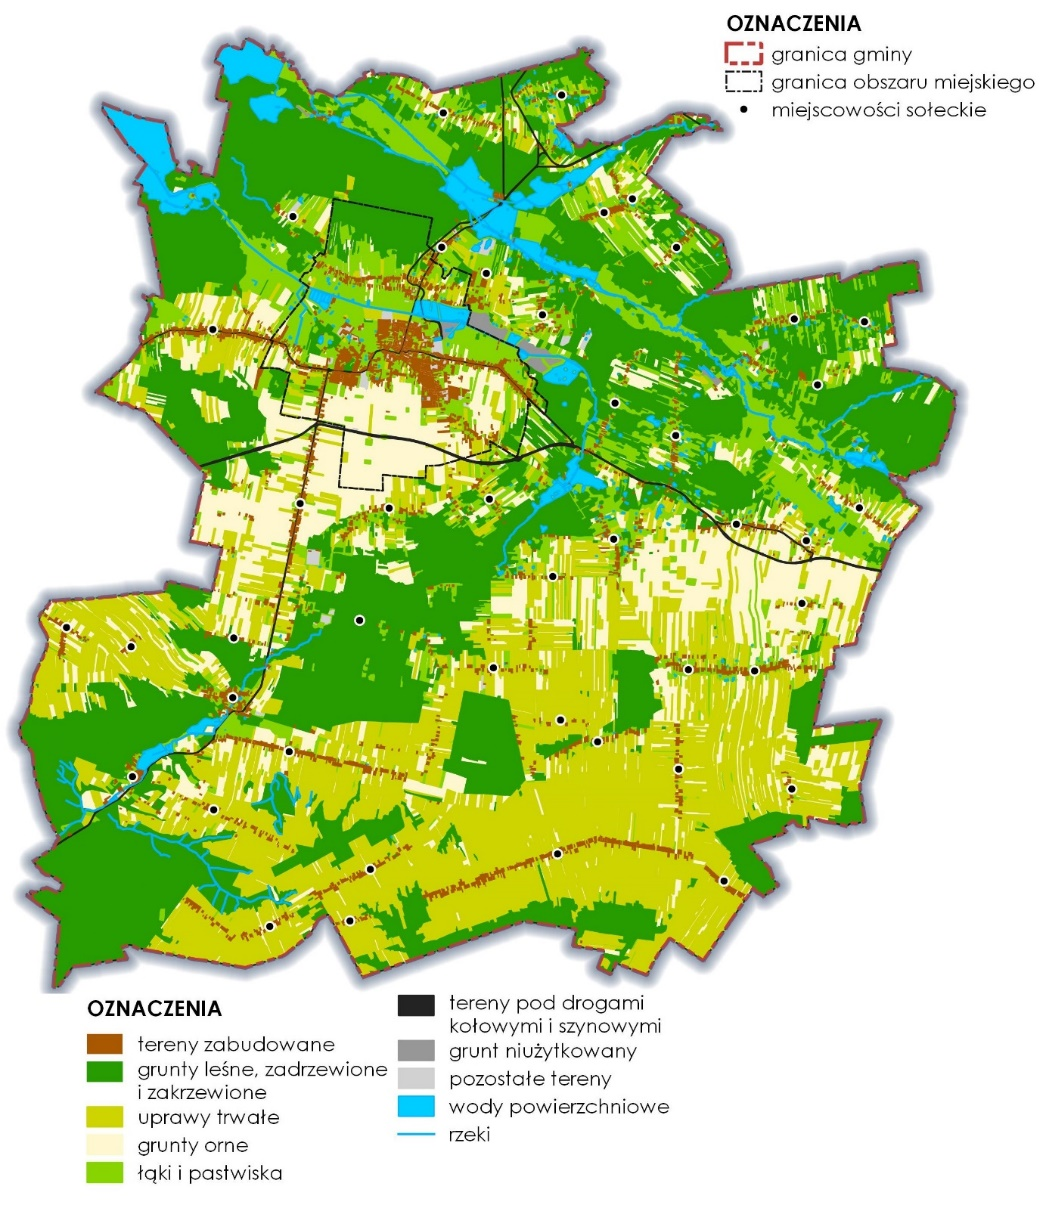 OZNACZENIA
granica gminy
granica obszaru miejskiego
miejscowości sołeckie
OZNACZENIA
tereny zabudowane
grunty leśne, zadrzewione
i zakrzewione
uprawy trwałe
grunty orne
łąki i pastwiska
tereny pod drogami
kołowymi i szynowymi
grunt niużytkowany
pozostałe tereny
wody powierzchniowe
rzeki